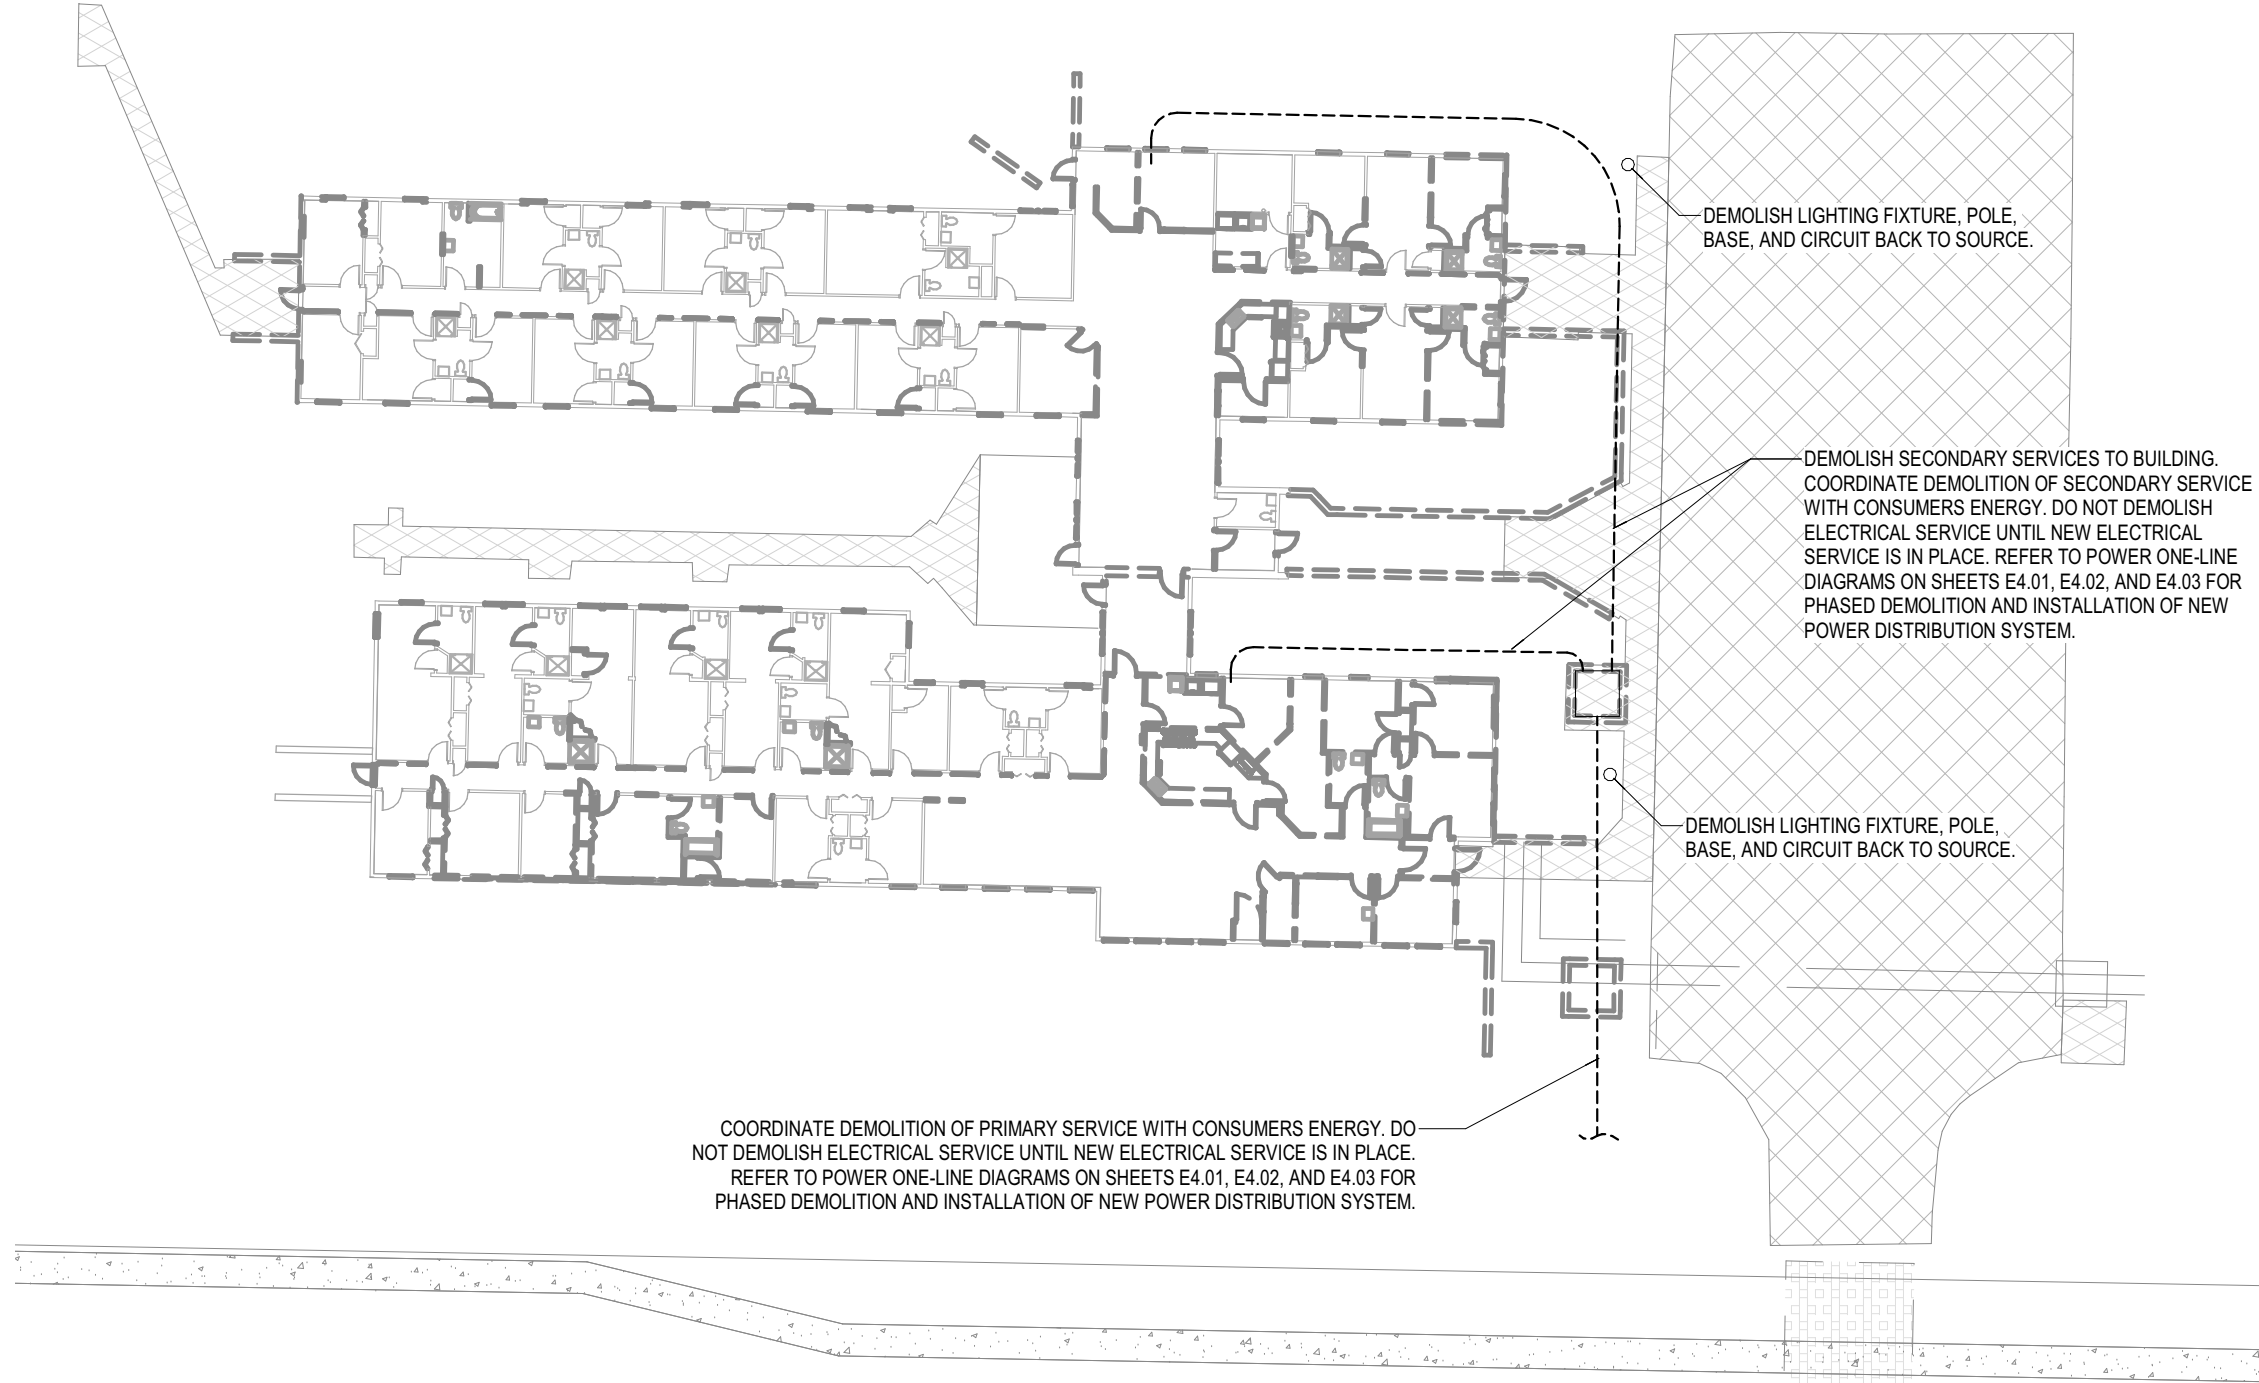 DEMOLISH LIGHTING FIXTURE, POLE,
BASE, AND CIRCUIT BACK TO SOURCE.
DEMOLISH SECONDARY SERVICES TO BUILDING.
COORDINATE DEMOLITION OF SECONDARY SERVICE
WITH CONSUMERS ENERGY. DO NOT DEMOLISH
ELECTRICAL SERVICE UNTIL NEW ELECTRICAL
SERVICE IS IN PLACE. REFER TO POWER ONE-LINE
DIAGRAMS ON SHEETS E4.01, E4.02, AND E4.03 FOR
PHASED DEMOLITION AND INSTALLATION OF NEW
POWER DISTRIBUTION SYSTEM.
DEMOLISH LIGHTING FIXTURE, POLE,
BASE, AND CIRCUIT BACK TO SOURCE.
COORDINATE DEMOLITION OF PRIMARY SERVICE WITH CONSUMERS ENERGY. DO
NOT DEMOLISH ELECTRICAL SERVICE UNTIL NEW ELECTRICAL SERVICE IS IN PLACE.
REFER TO POWER ONE-LINE DIAGRAMS ON SHEETS E4.01, E4.02, AND E4.03 FOR
PHASED DEMOLITION AND INSTALLATION OF NEW POWER DISTRIBUTION SYSTEM.